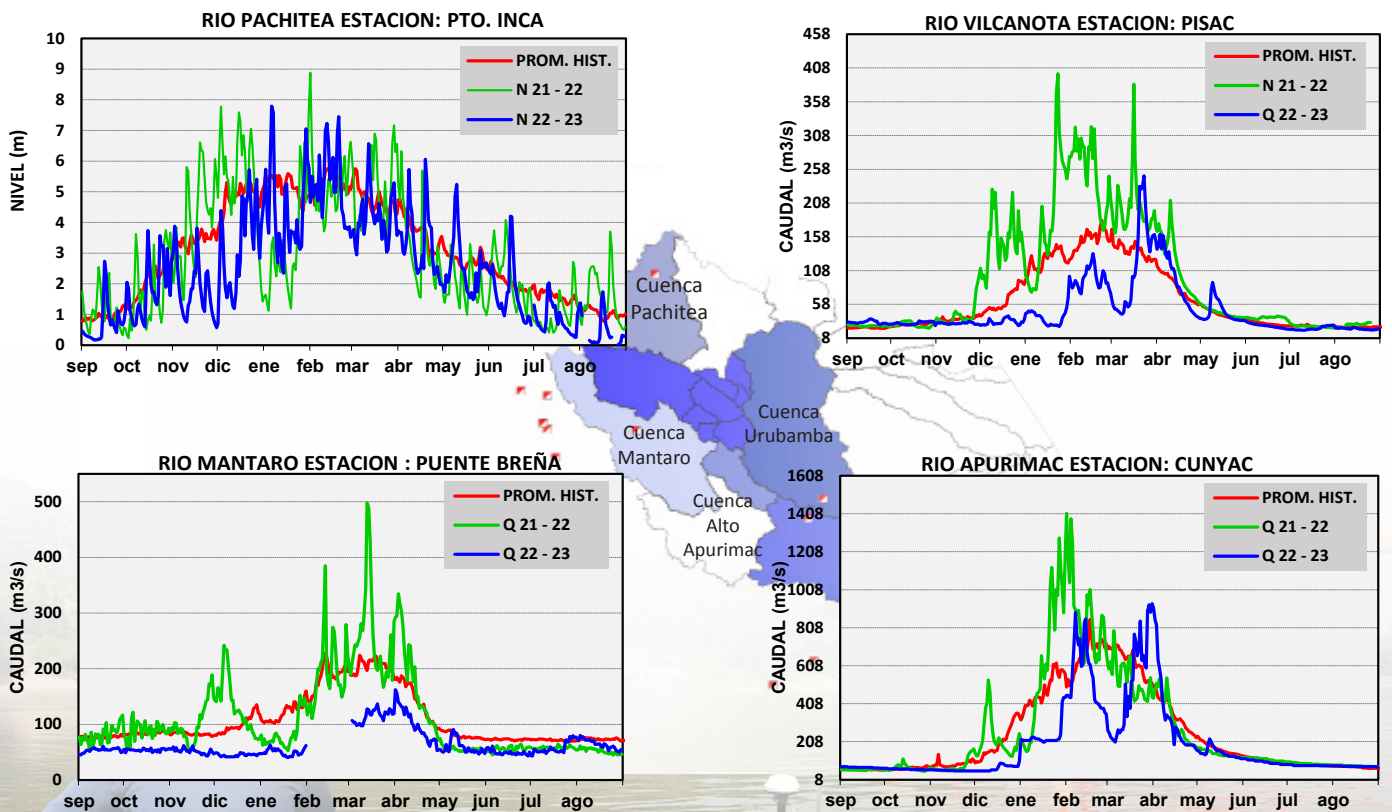 RIO PACHITEA ESTACION: PTO. INCA
NIVEL (m)
10
9
8
7
6
5
4
3
2
1
0
PROM. HIST.
N 21 - 22
N 22 - 23
sep oct nov dic ene feb mar abr may jun jul ago
RIO VILCANOTA ESTACION: PISAC
CAUDAL (m3/s)
458
408
358
308
258
208
158
108
58
8
PROM. HIST.
N 21 - 22
Q 22 - 23
sep oct nov dic ene feb mar abr may jun jul ago
Cuenca
Pachitea
Cuenca
Urubamba
Cuenca
Mantaro
Cuenca
Alto
Apurimac
RIO MANTARO ESTACION : PUENTE BREÑA
CAUDAL (m3/s)
500
400
300
200
100
0
PROM. HIST.
Q 21 - 22
Q 22 - 23
sep oct nov dic ene feb mar abr may jun jul ago
RIO APURIMAC ESTACION: CUNYAC
CAUDAL (m3/s)
1608
1408
1208
1008
808
608
408
208
8
PROM. HIST.
Q 21 - 22
Q 22 - 23
sep oct nov dic ene feb mar abr may jun jul ago